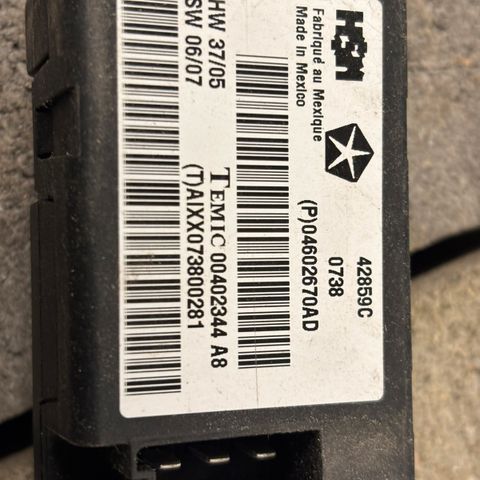 HSM
Fabriqué au Mexique
Made in Mexico
42859C
0738
(P)04602670AD
HW 37/05
SW 06/07
TEMIC 00402344 A8
(T)AIXX073800281